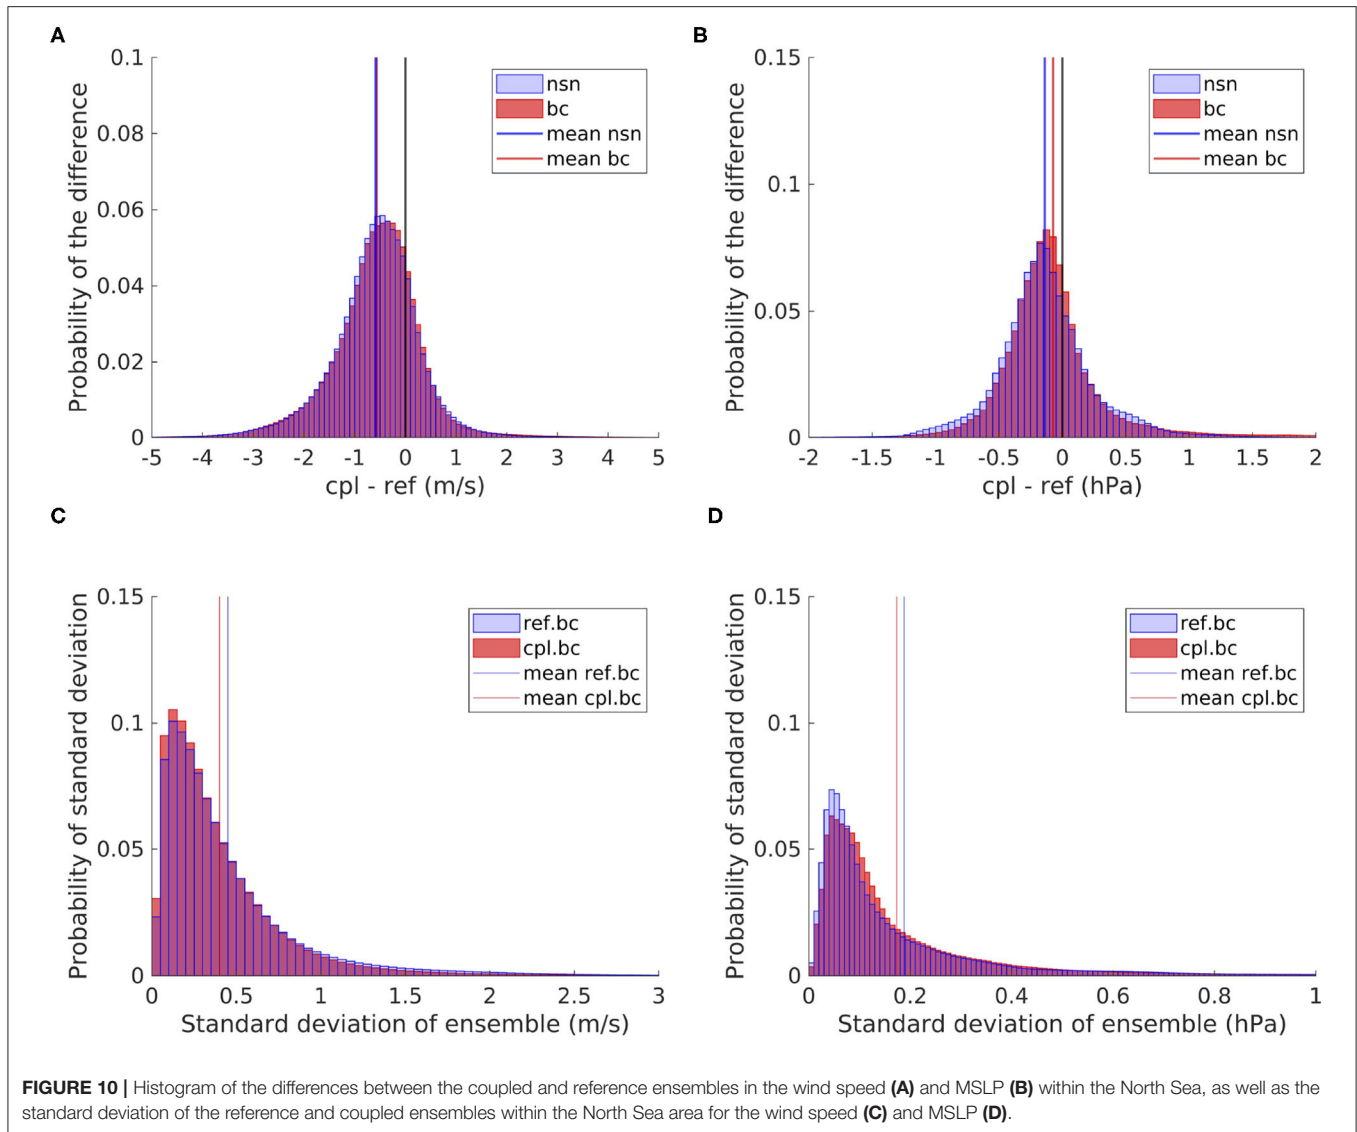 A
0.1
0.08
0.06
0.04
0.02
0
Probability of the difference
-5 -4 -3 -2 -1 0 1 2 3 4 5
cpl - ref (m/s)
nsn
bc
mean nsn
mean bc
B
0.15
0.1
0.05
0
Probability of the difference
-2 -1.5 -1 -0.5 0 0.5 1 1.5 2
cpl - ref (hPa)
nsn
bc
mean nsn
mean bc
C
0.15
0.1
0.05
0
Probability of standard deviation
0 0.5 1 1.5 2 2.5 3
Standard deviation of ensemble (m/s)
ref.bc
cpl.bc
mean ref.bc
mean cpl.bc
D
0.15
0.1
0.05
0
Probability of standard deviation
0 0.2 0.4 0.6 0.8 1
Standard deviation of ensemble (hPa)
ref.bc
cpl.bc
mean ref.bc
mean cpl.bc
FIGURE 10 | Histogram of the differences between the coupled and reference ensembles in the wind speed (A) and MSLP (B) within the North Sea, as well as the
standard deviation of the reference and coupled ensembles within the North Sea area for the wind speed (C) and MSLP (D).